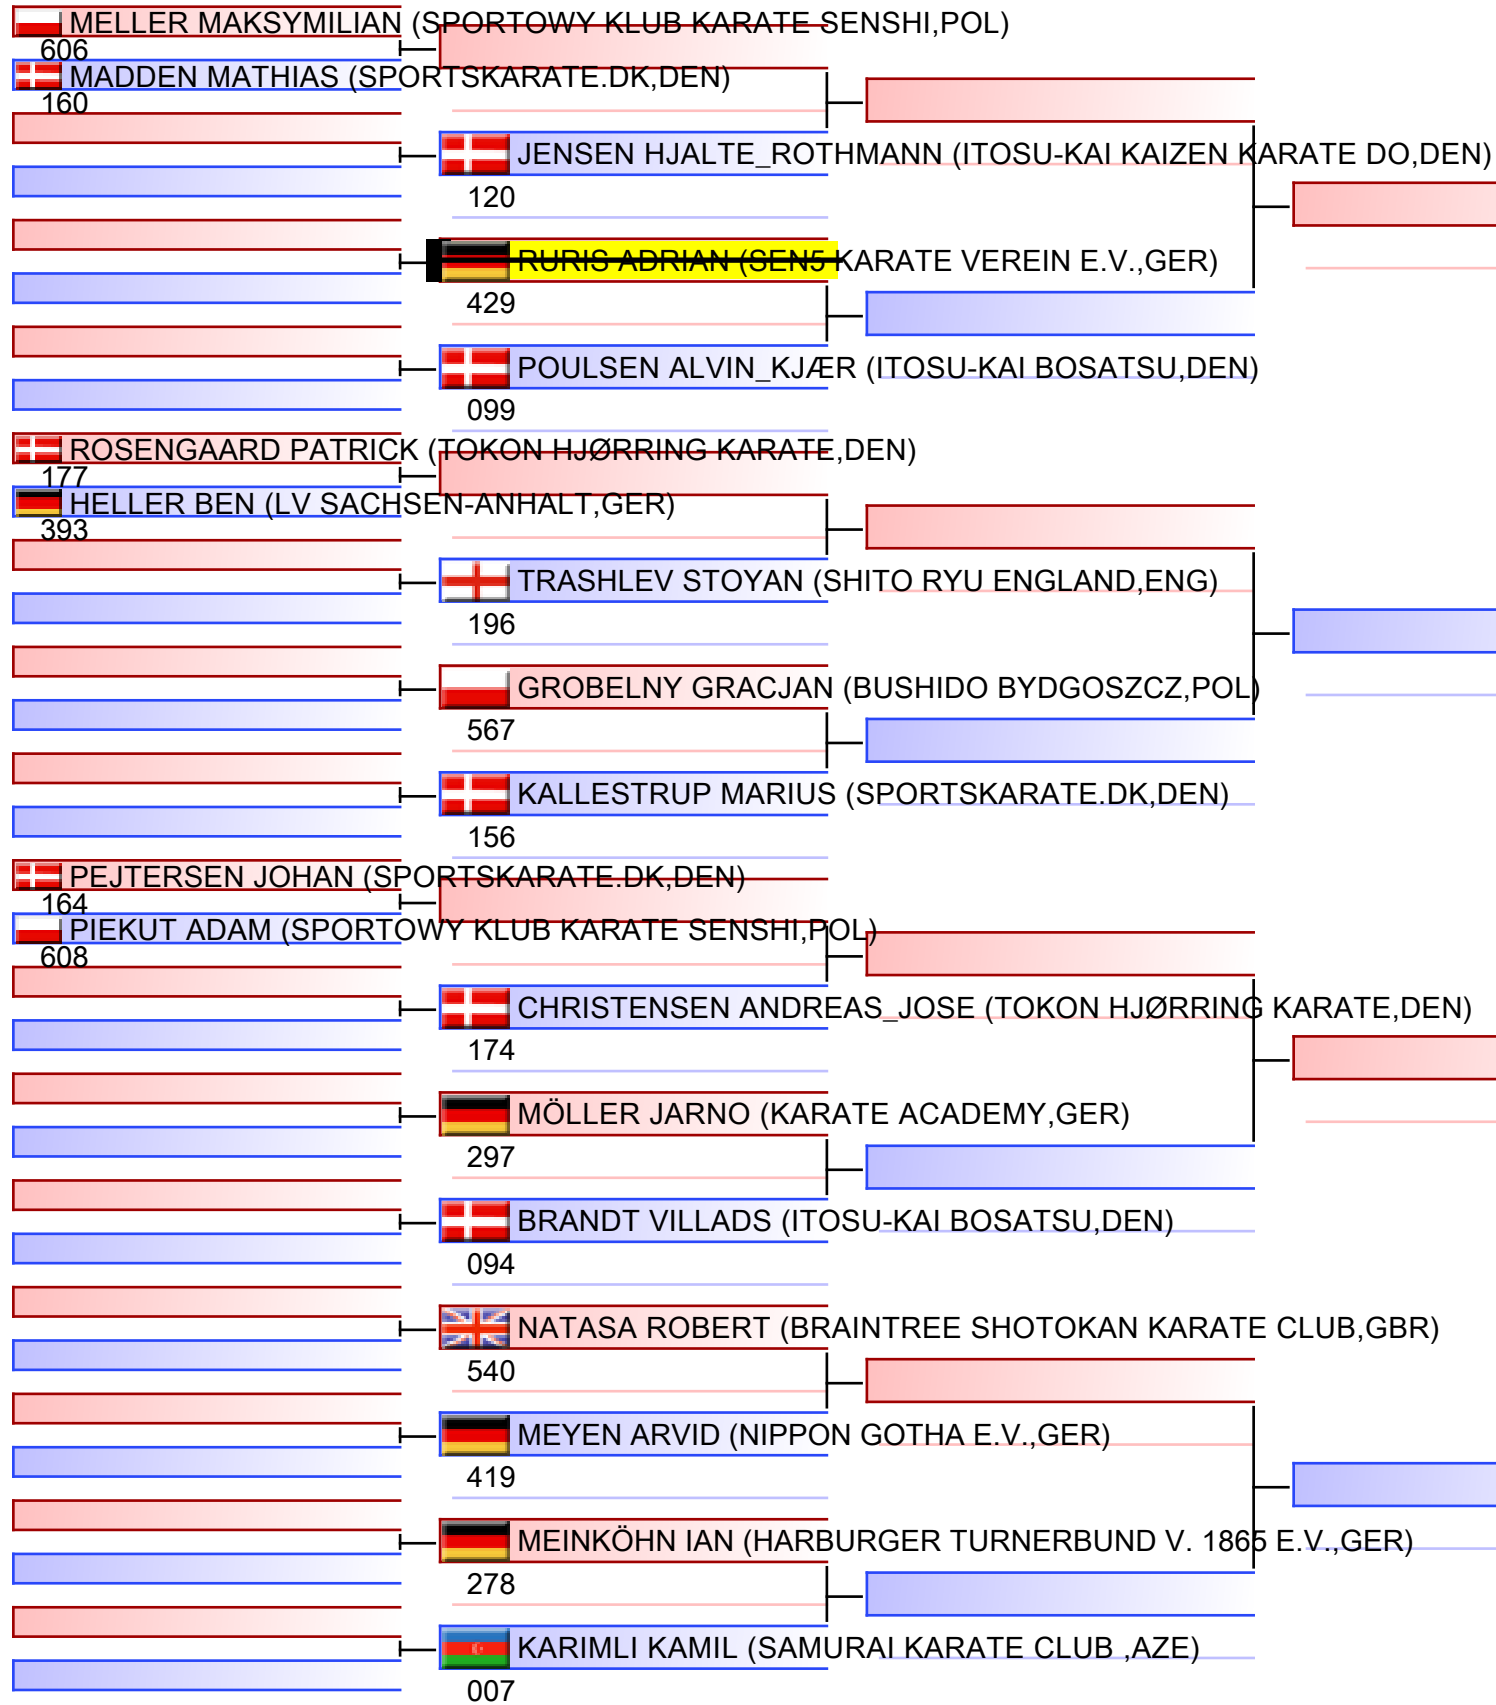 MELLER MAKSYMILIAN (SPORTOWY KLUB KARATE SENSHI,POL)
606
MADDEN MATHIAS (SPORTSKARATE.DK,DEN)
160
JENSEN HJALTE_ROTHMANN (ITOSU-KAI KAIZEN KARATE DO,DEN)
120
RURIS ADRIAN (SEN5 KARATE VEREIN E.V.,GER)
429
POULSEN ALVIN_KJÆR (ITOSU-KAI BOSATSU,DEN)
099
ROSENGAARD PATRICK (TOKON HJØRRING KARATE,DEN)
177
HELLER BEN (LV SACHSEN-ANHALT,GER)
393
TRASHLEV STOYAN (SHITO RYU ENGLAND,ENG)
196
GROBELNY GRACJAN (BUSHIDO BYDGOSZCZ,POL)
567
KALLESTRUP MARIUS (SPORTSKARATE.DK,DEN)
156
PEJTERSEN JOHAN (SPORTSKARATE.DK,DEN)
164
PIEKUT ADAM (SPORTOWY KLUB KARATE SENSHI,POL)
608
CHRISTENSEN ANDREAS_JOSE (TOKON HJØRRING KARATE,DEN)
174
MÖLLER JARNO (KARATE ACADEMY,GER)
297
BRANDT VILLADS (ITOSU-KAI BOSATSU,DEN)
094
NATASA ROBERT (BRAINTREE SHOTOKAN KARATE CLUB,GBR)
540
MEYEN ARVID (NIPPON GOTHA E.V.,GER)
419
MEINKÖHN IAN (HARBURGER TURNERBUND V. 1865 E.V.,GER)
278
KARIMLI KAMIL (SAMURAI KARATE CLUB ,AZE)
007